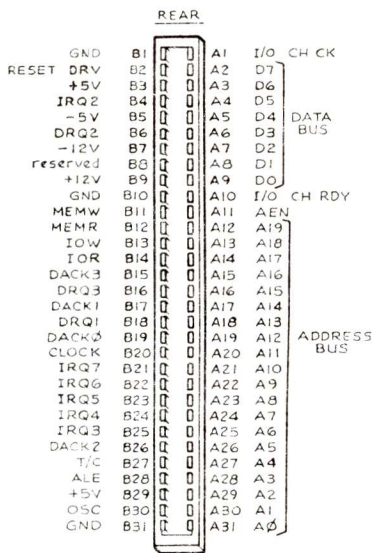 REAR
GND B1 A1 I/O CH CK
RESET DRV B2 A2 D7
+5V B3 A3 D6
IRQ2 B4 A4 D5
-5V B5 A5 D4
DRQ2 B6 A6 D3
-12V B7 A7 D2
reserved B8 A8 D1
+12V B9 A9 D0
DATA
BUS
GND B10 A10 I/O CH RDY
MEMW B11 A11 AEN
MEMR B12 A12 A19
IOW B13 A13 A18
IOR B14 A14 A17
DACK3 B15 A15 A16
DRQ3 B16 A16 A15
DACK1 B17 A17 A14
DRQ1 B18 A18 A13
DACKØ B19 A19 A12
CLOCK B20 A20 A11
IRQ7 B21 A21 A10
IRQ6 B22 A22 A9
IRQ5 B23 A23 A8
IRQ4 B24 A24 A7
IRQ3 B25 A25 A6
DACK2 B26 A26 A5
T/C B27 A27 A4
ALE B28 A28 A3
+5V B29 A29 A2
OSC B30 A30 A1
GND B31 A31 AØ
ADDRESS
BUS